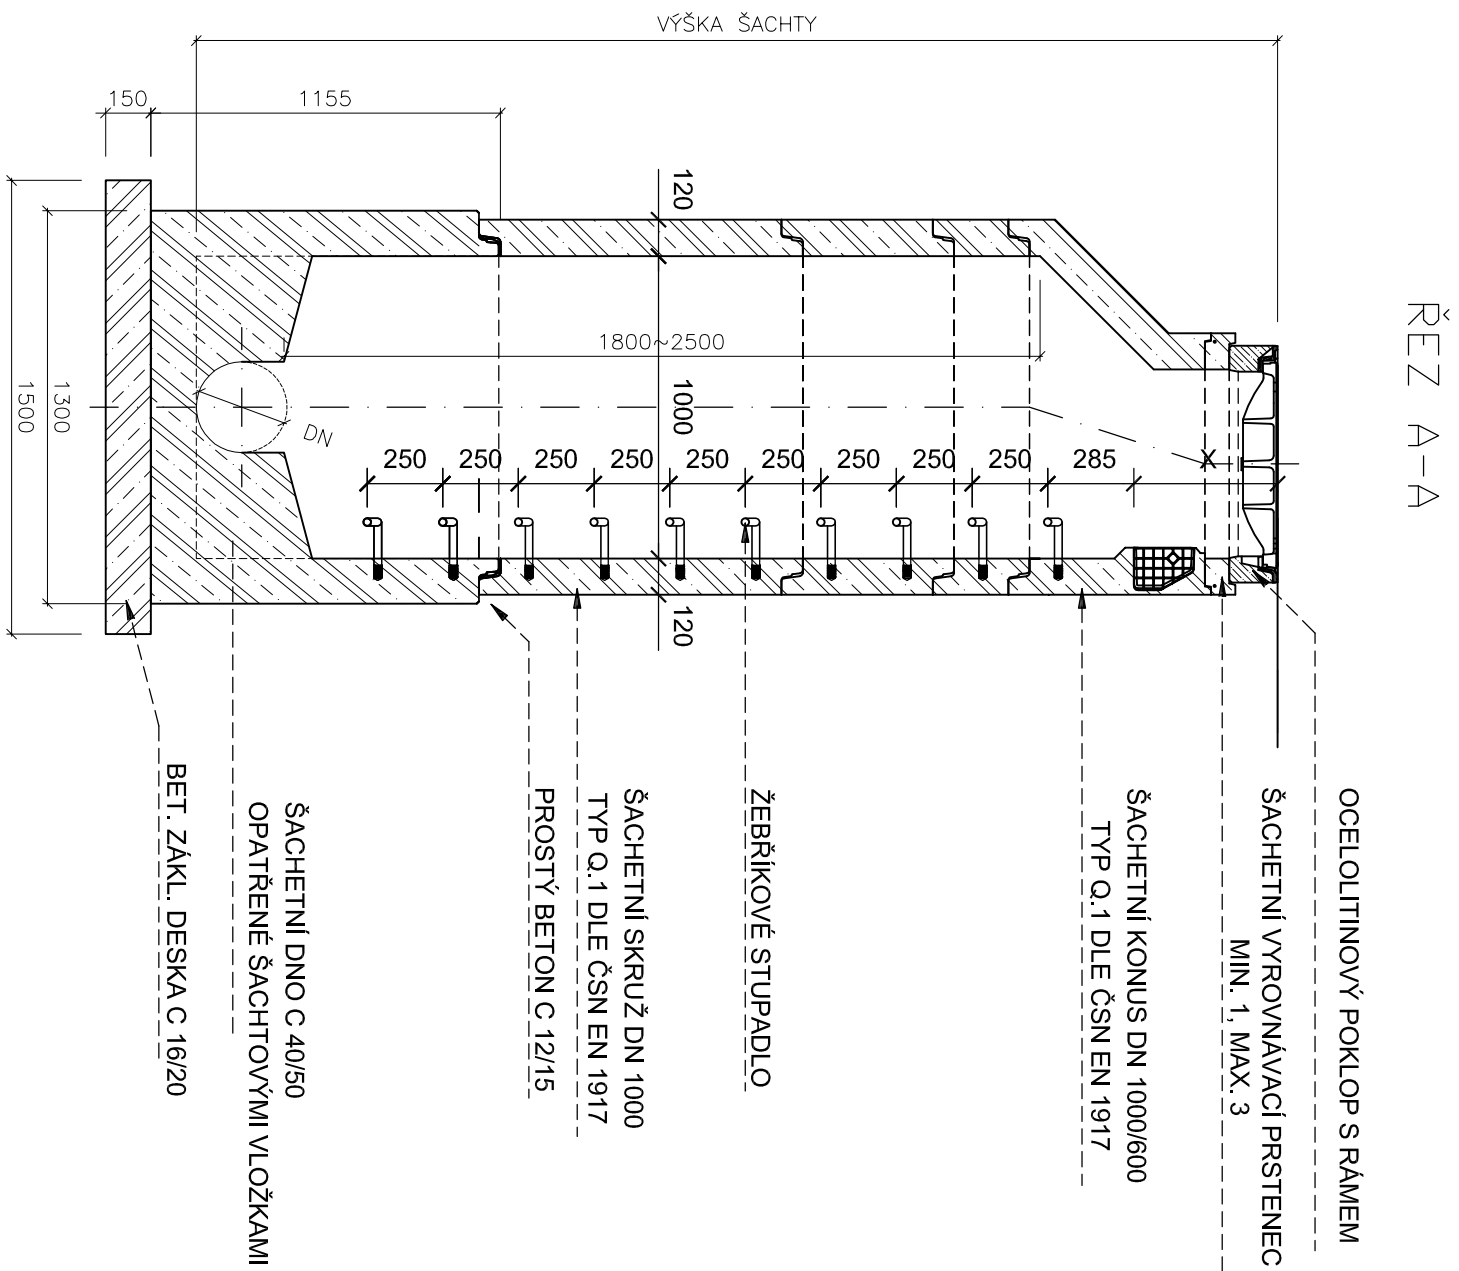 ŘEZ A-A
VÝŠKA ŠACHTY
150
1155
120
1800~2500
1000
DN
1300
1500
250
250
250
250
250
250
250
250
250
285
120
X
OCELOLITINOVÝ POKLOP S RÁMEM
ŠACHETNÍ VYROVNÁVACÍ PRSTENEC
MIN. 1, MAX. 3
ŠACHETNÍ KONUS DN 1000/600
TYP Q.1 DLE ČSN EN 1917
ŽEBŘÍKOVÉ STUPADLO
ŠACHETNÍ SKRUŽ DN 1000
TYP Q.1 DLE ČSN EN 1917
PROSTÝ BETON C 12/15
ŠACHETNÍ DNO C 40/50
OPATŘENÉ ŠACHTOVÝMI VLOŽKAMI
BET. ZÁKL. DESKA C 16/20